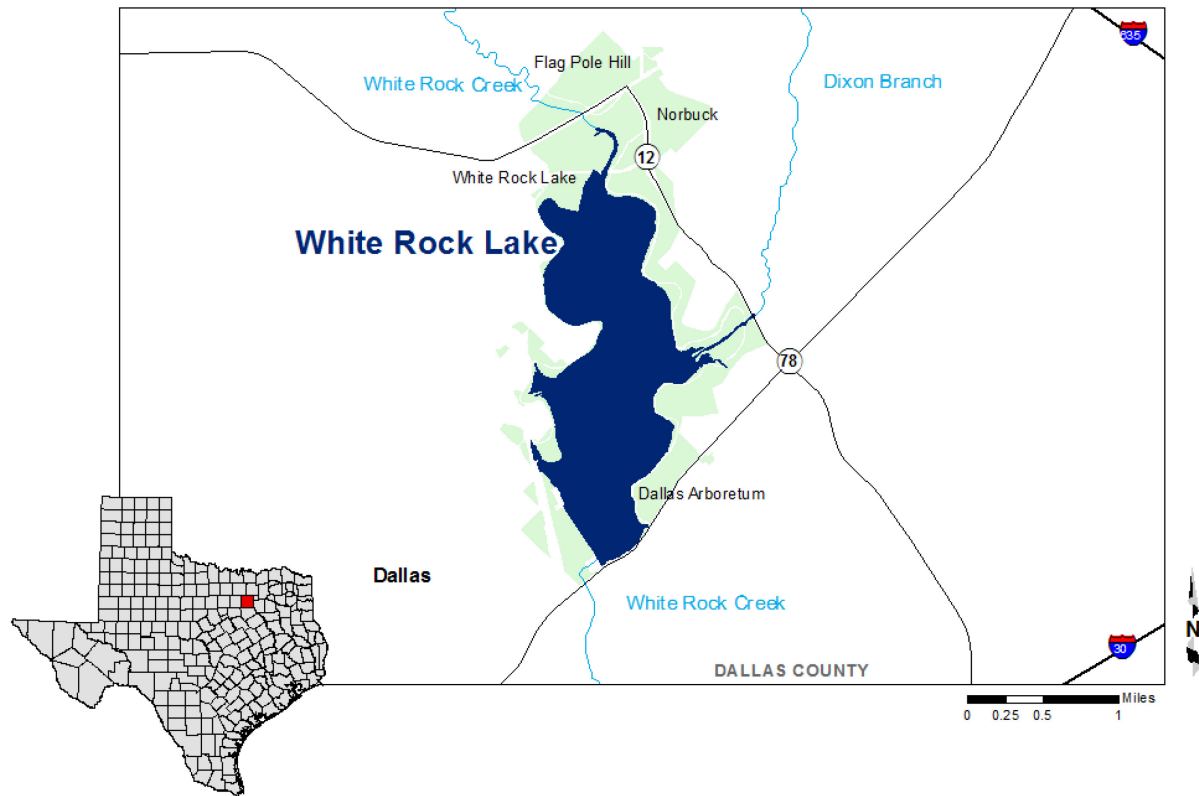 635
Flag Pole Hill
White Rock Creek
Dixon Branch
Norbuck
12
White Rock Lake
White Rock Lake
78
Dallas Arboretum
Dallas
White Rock Creek
N
30
DALLAS COUNTY
Miles
0 0.25 0.5 1